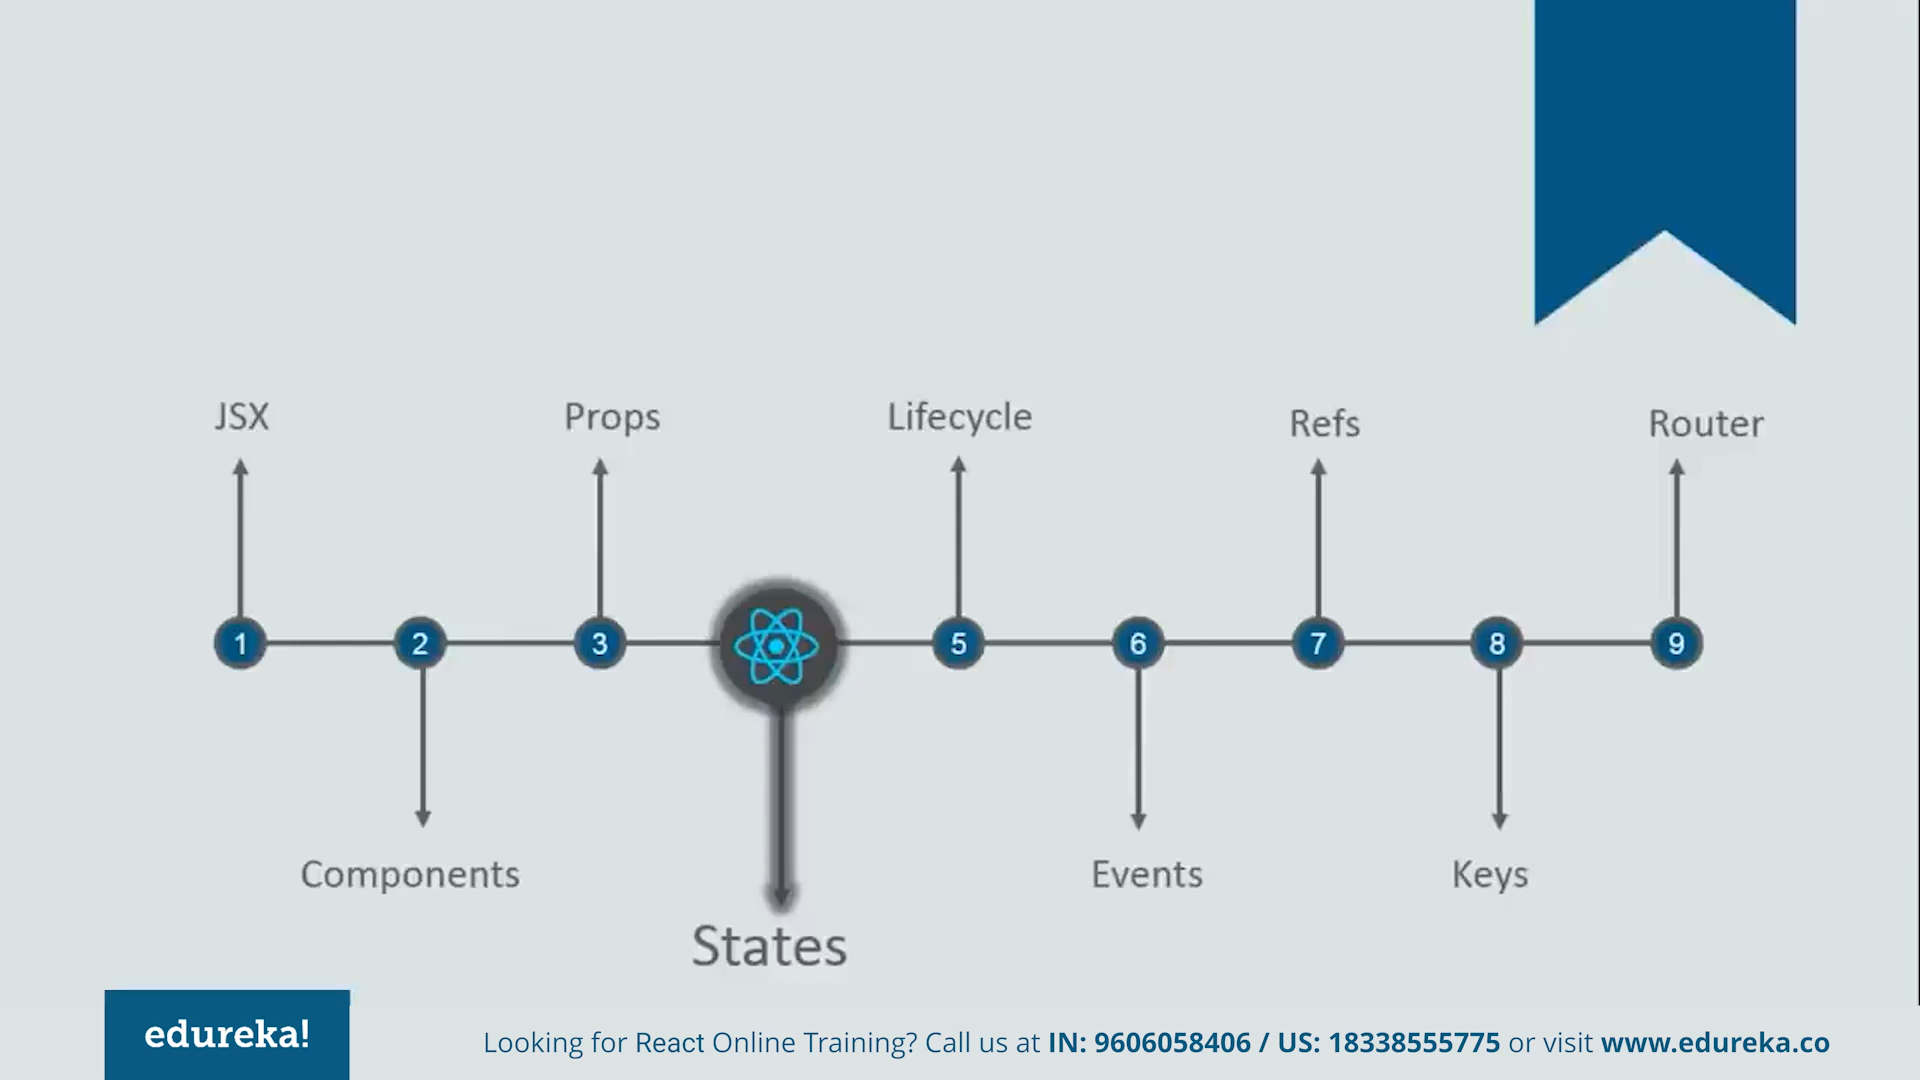 JSX
Props
Lifecycle
Refs
Router
1
2
3
5
6
7
8
9
Components
Events
Keys
States
edureka!
Looking for React Online Training? Call us at IN: 9606058406 / US: 18338555775 or visit www.edureka.co